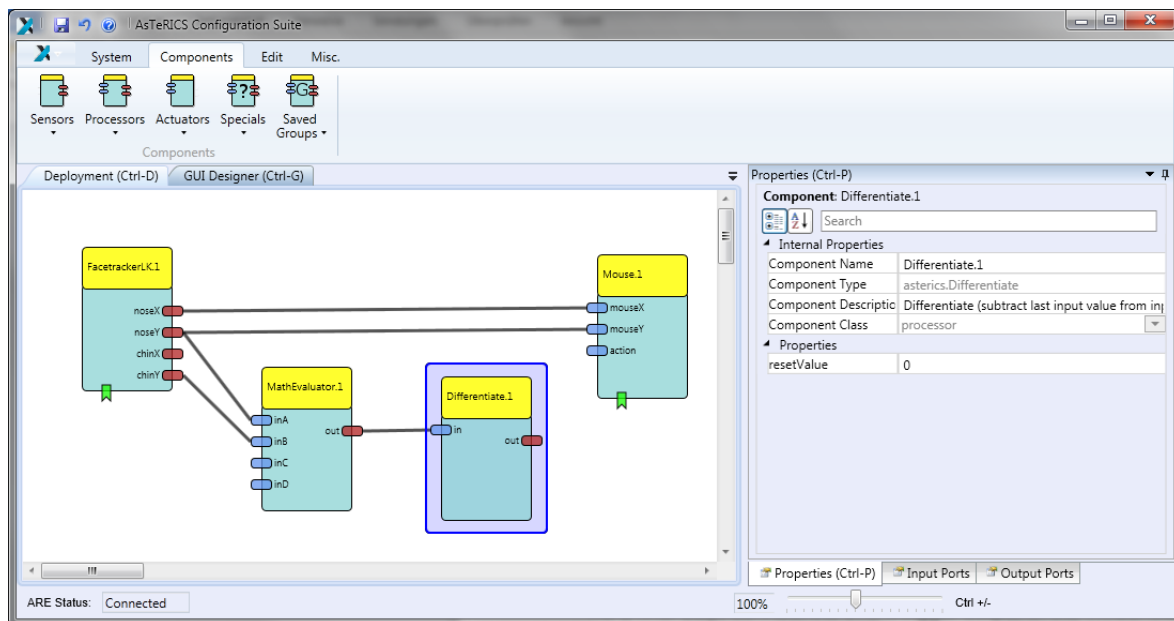 AsTeRICS Configuration Suite
System Components Edit Misc.
Sensors Processors Actuators Specials Saved Groups
Components
Deployment (Ctrl-D) GUI Designer (Ctrl-G)
FacetrackerLK.1
noseX
noseY
chinX
chinY
MathEvaluator.1
inA
inB
inC
inD
out
Differentiate.1
in
out
Mouse.1
mouseX
mouseY
action
Properties (Ctrl-P)
Component: Differentiate.1
Search
Internal Properties
Component Name Differentiate.1
Component Type asterics.Differentiate
Component Descriptic Differentiate (subtract last input value from inp
Component Class processor
Properties
resetValue 0
Properties (Ctrl-P) Input Ports Output Ports
ARE Status: Connected 100% Ctrl +/-